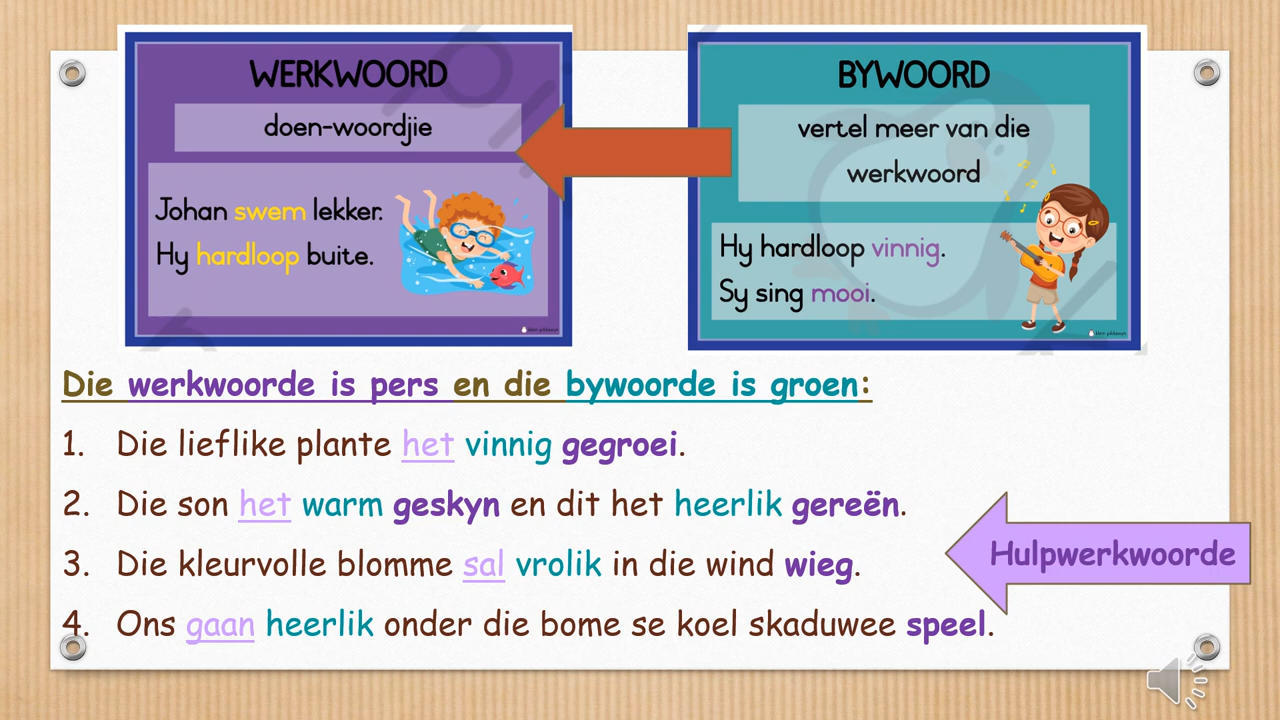 WERKWOORD
doen-woordjie
Johan swem lekker.
Hy hardloop buite.
BYWOORD
vertel meer van die
werkwoord
Hy hardloop vinnig.
Sy sing mooi.
Die werkwoorde is pers en die bywoorde is groen:
1. Die lieflike plante het vinnig gegroei.
2. Die son het warm geskyn en dit het heerlik gereën.
3. Die kleurvolle blomme sal vrolik in die wind wieg.
4. Ons gaan heerlik onder die bome se koel skaduwee speel.
Hulpwerkwoorde